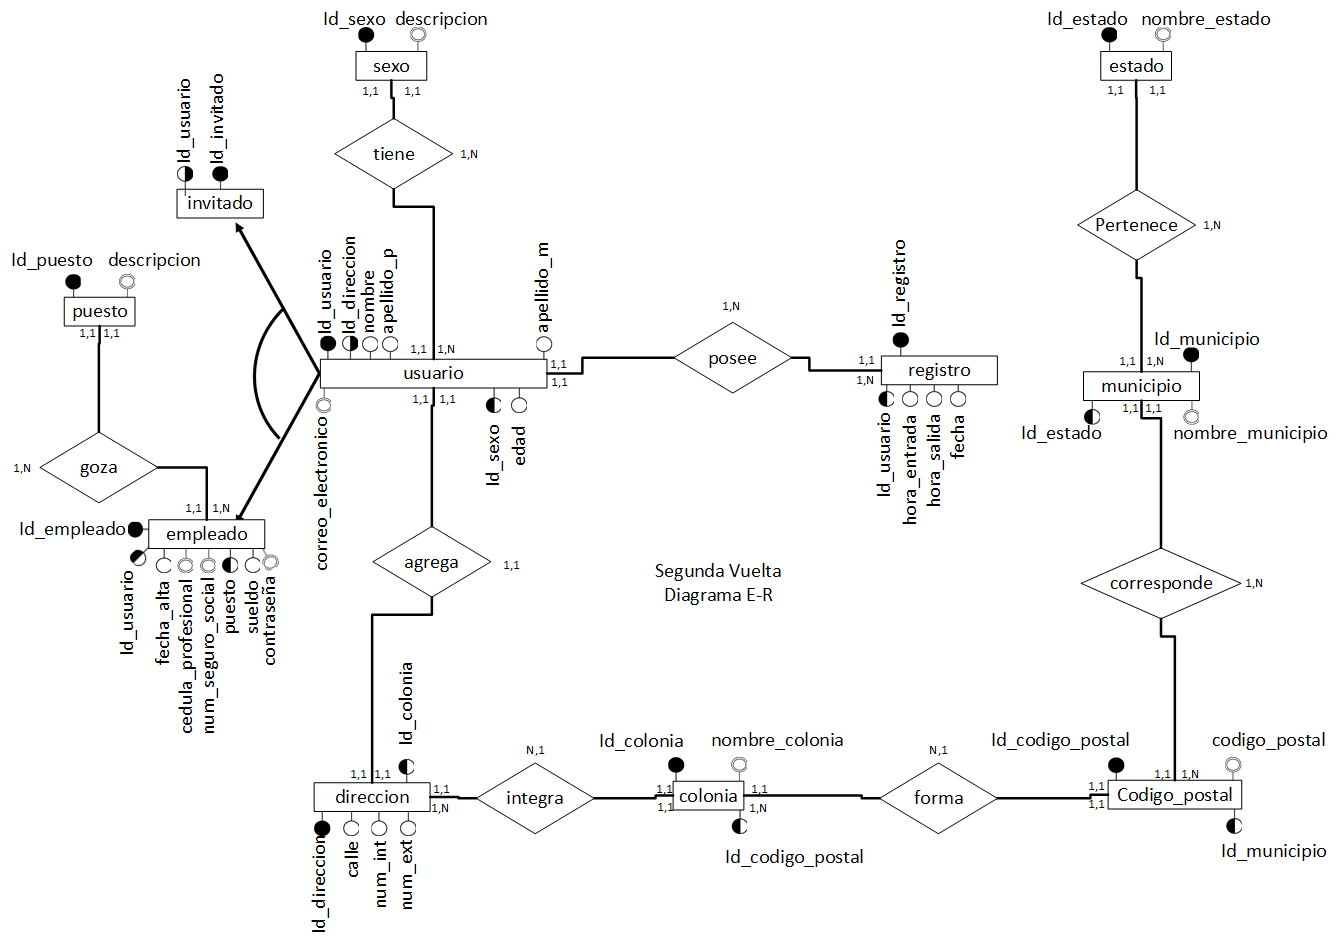 Id_sexo
descripcion
sexo
1,1
1,1
tiene
1,N
Id_estado
nombre_estado
estado
1,1
1,1
Pertenece
1,N
Id_usuario
Id_invitado
invitado
Id_puesto
descripcion
puesto
1,1
1,1
goza
1,N
1,1
1,N
Id_empleado
empleado
Id_usuario
fecha_alta
cedula_profesional
num_seguro_social
puesto
sueldo
contraseña
Id_usuario
Id_direccion
nombre
apellido_p
apellido_m
1,1
1,N
usuario
1,1
1,1
1,1
1,1
correo_electronico
Id_sexo
edad
1,N
posee
Id_registro
1,1
1,N
registro
Id_usuario
hora_entrada
hora_salida
fecha
1,1
1,N
Id_municipio
municipio
1,1
1,1
Id_estado
nombre_municipio
agrega
1,1
Segunda Vuelta
Diagrama E-R
corresponde
1,N
Id_colonia
1,1
1,1
direccion
1,1
1,N
Id_direccion
calle
num_int
num_ext
N,1
integra
Id_colonia
nombre_colonia
1,1
1,1
colonia
1,1
1,N
Id_codigo_postal
N,1
forma
Id_codigo_postal
codigo_postal
1,1
1,N
1,1
1,1
Codigo_postal
Id_municipio